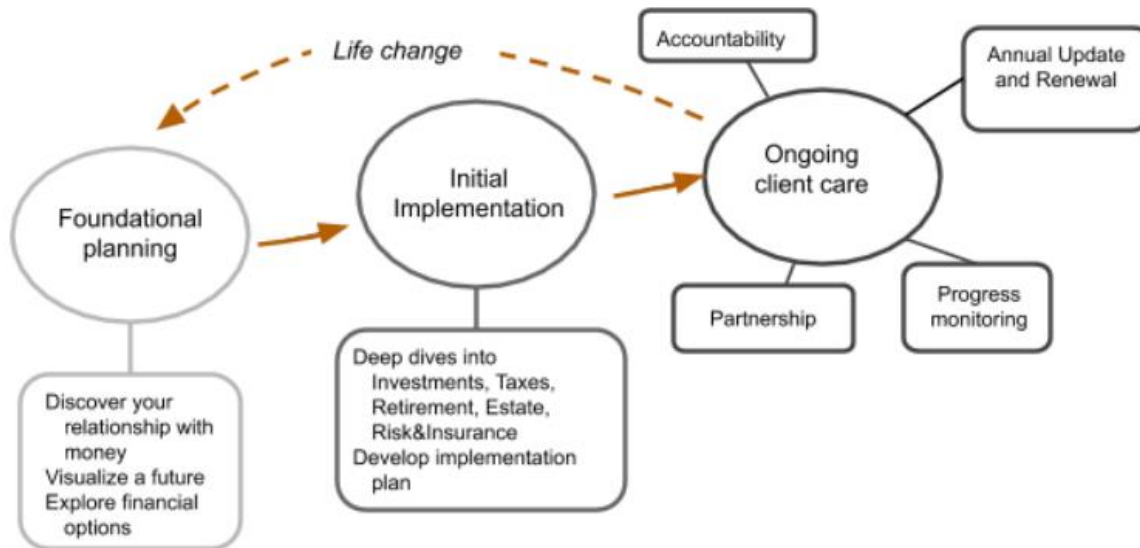 Life change
Accountability
Annual Update
and Renewal
Ongoing
client care
Initial
Implementation
Foundational
planning
Partnership
Progress
monitoring
Discover your
relationship with
money
Visualize a future
Explore financial
options
Deep dives into
Investments, Taxes,
Retirement, Estate,
Risk&Insurance
Develop implementation
plan